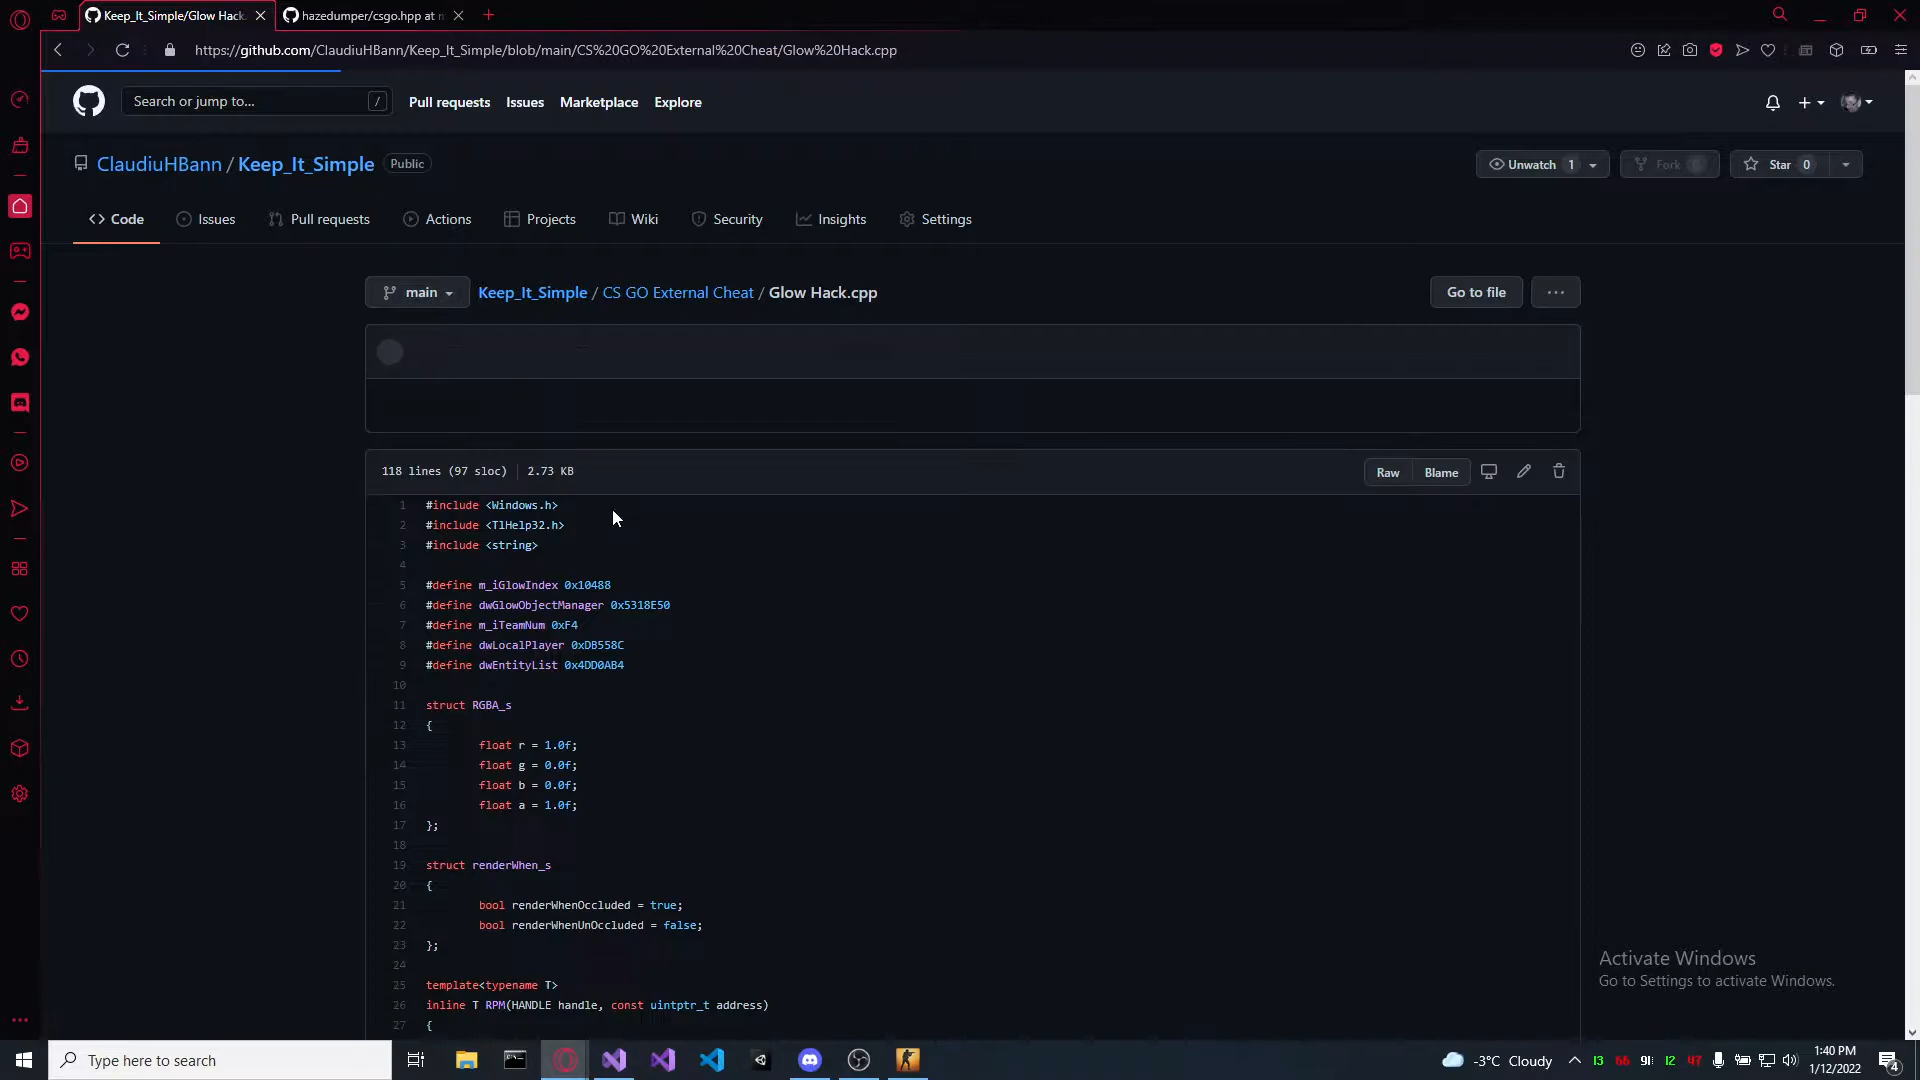 Keep_It_Simple/Glow Hack.
hazedumper/csgo.hpp at m
https://github.com/ClaudiuHBann/Keep_It_Simple/blob/main/CS%20GO%20External%20Cheat/Glow%20Hack.cpp
Search or jump to... /
Pull requests Issues Marketplace Explore
ClaudiuHBann / Keep_It_Simple Public
Unwatch 1 Fork Star 0
<> Code Issues Pull requests Actions Projects Wiki Security Insights Settings
main Keep_It_Simple / CS GO External Cheat / Glow Hack.cpp Go to file ...
118 lines (97 sloc) 2.73 KB Raw Blame
1 #include <Windows.h>
2 #include <TlHelp32.h>
3 #include <string>
4
5 #define m_iGlowIndex 0x10488
6 #define dwGlowObjectManager 0x5318E50
7 #define m_iTeamNum 0xF4
8 #define dwLocalPlayer 0xDB558C
9 #define dwEntityList 0x4DD0AB4
10
11 struct RGBA_s
12 {
13 float r = 1.0f;
14 float g = 0.0f;
15 float b = 0.0f;
16 float a = 1.0f;
17 };
18
19 struct renderWhen_s
20 {
21 bool renderWhenOccluded = true;
22 bool renderWhenUnOccluded = false;
23 };
24
25 template<typename T>
26 inline T RPM(HANDLE handle, const uintptr_t address)
27 {
Activate Windows
Go to Settings to activate Windows.
Type here to search
-3°C Cloudy
13 66 91 12 47
1:40 PM
1/12/2022
4